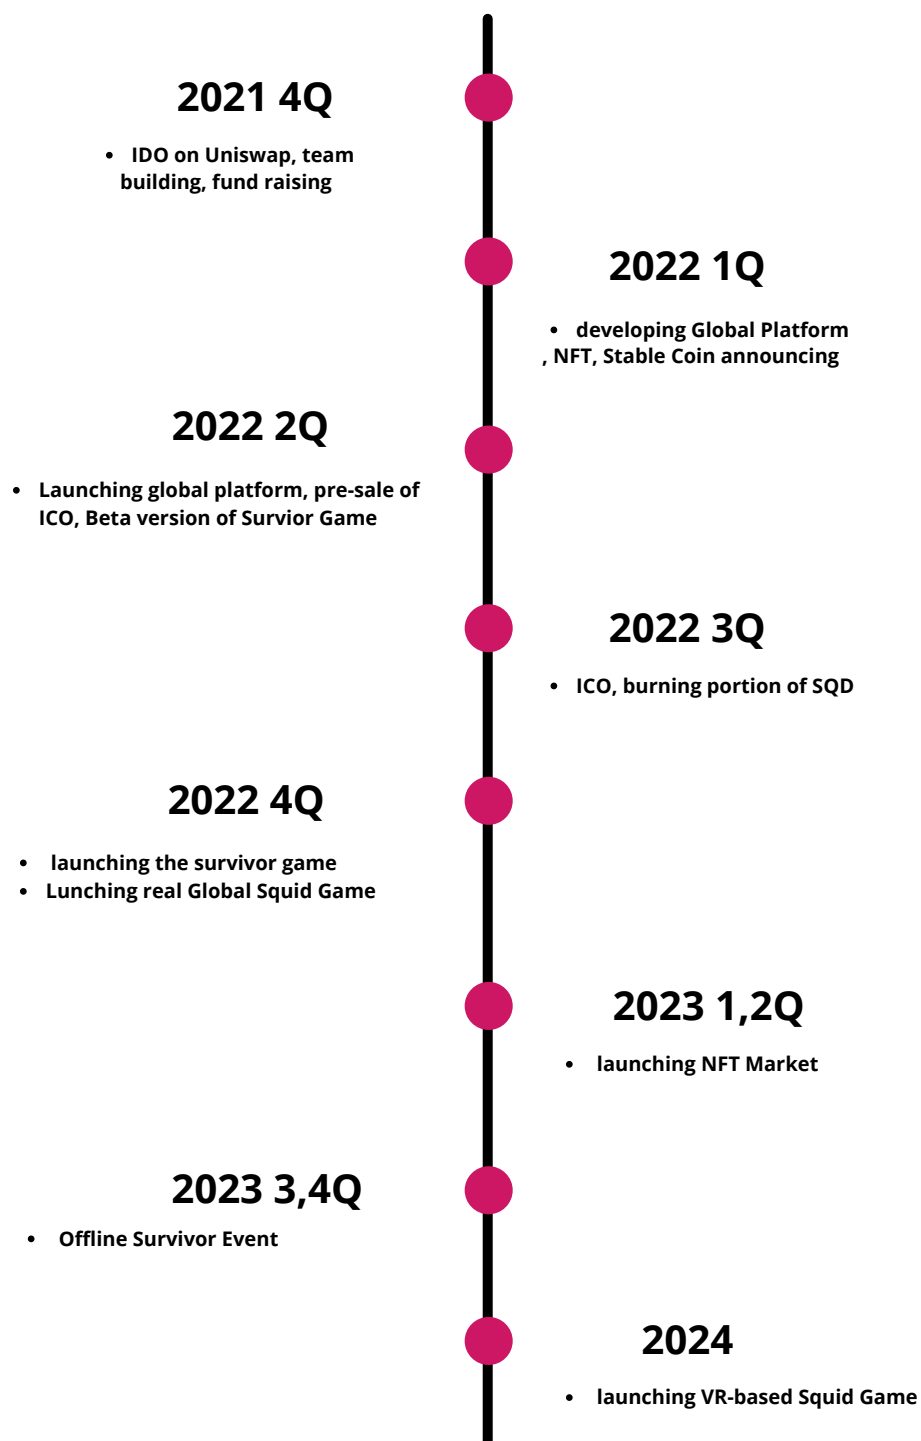 2021 4Q
• IDO on Uniswap, team
building, fund raising
2022 1Q
• developing Global Platform
, NFT, Stable Coin announcing
2022 2Q
• Launching global platform, pre-sale of
ICO, Beta version of Survior Game
2022 3Q
• ICO, burning portion of SQD
2022 4Q
• launching the survivor game
• Lunching real Global Squid Game
2023 1,2Q
• launching NFT Market
2023 3,4Q
• Offline Survivor Event
2024
• launching VR-based Squid Game